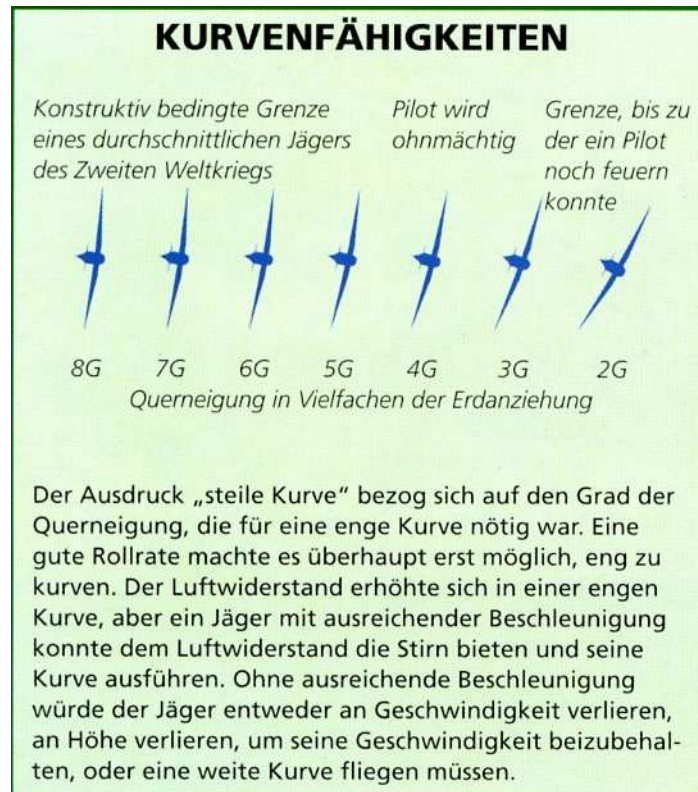 KURVENFÄHIGKEITEN
Konstruktiv bedingte Grenze
eines durchschnittlichen Jägers
des Zweiten Weltkriegs
Pilot wird
ohnmächtig
Grenze, bis zu
der ein Pilot
noch feuern
konnte
8G 7G 6G 5G 4G 3G 2G
Querneigung in Vielfachen der Erdanziehung
Der Ausdruck „steile Kurve“ bezog sich auf den Grad der
Querneigung, die für eine enge Kurve nötig war. Eine
gute Rollrate machte es überhaupt erst möglich, eng zu
kurven. Der Luftwiderstand erhöhte sich in einer engen
Kurve, aber ein Jäger mit ausreichender Beschleunigung
konnte dem Luftwiderstand die Stirn bieten und seine
Kurve ausführen. Ohne ausreichende Beschleunigung
würde der Jäger entweder an Geschwindigkeit verlieren,
an Höhe verlieren, um seine Geschwindigkeit beizubehal-
ten, oder eine weite Kurve fliegen müssen.